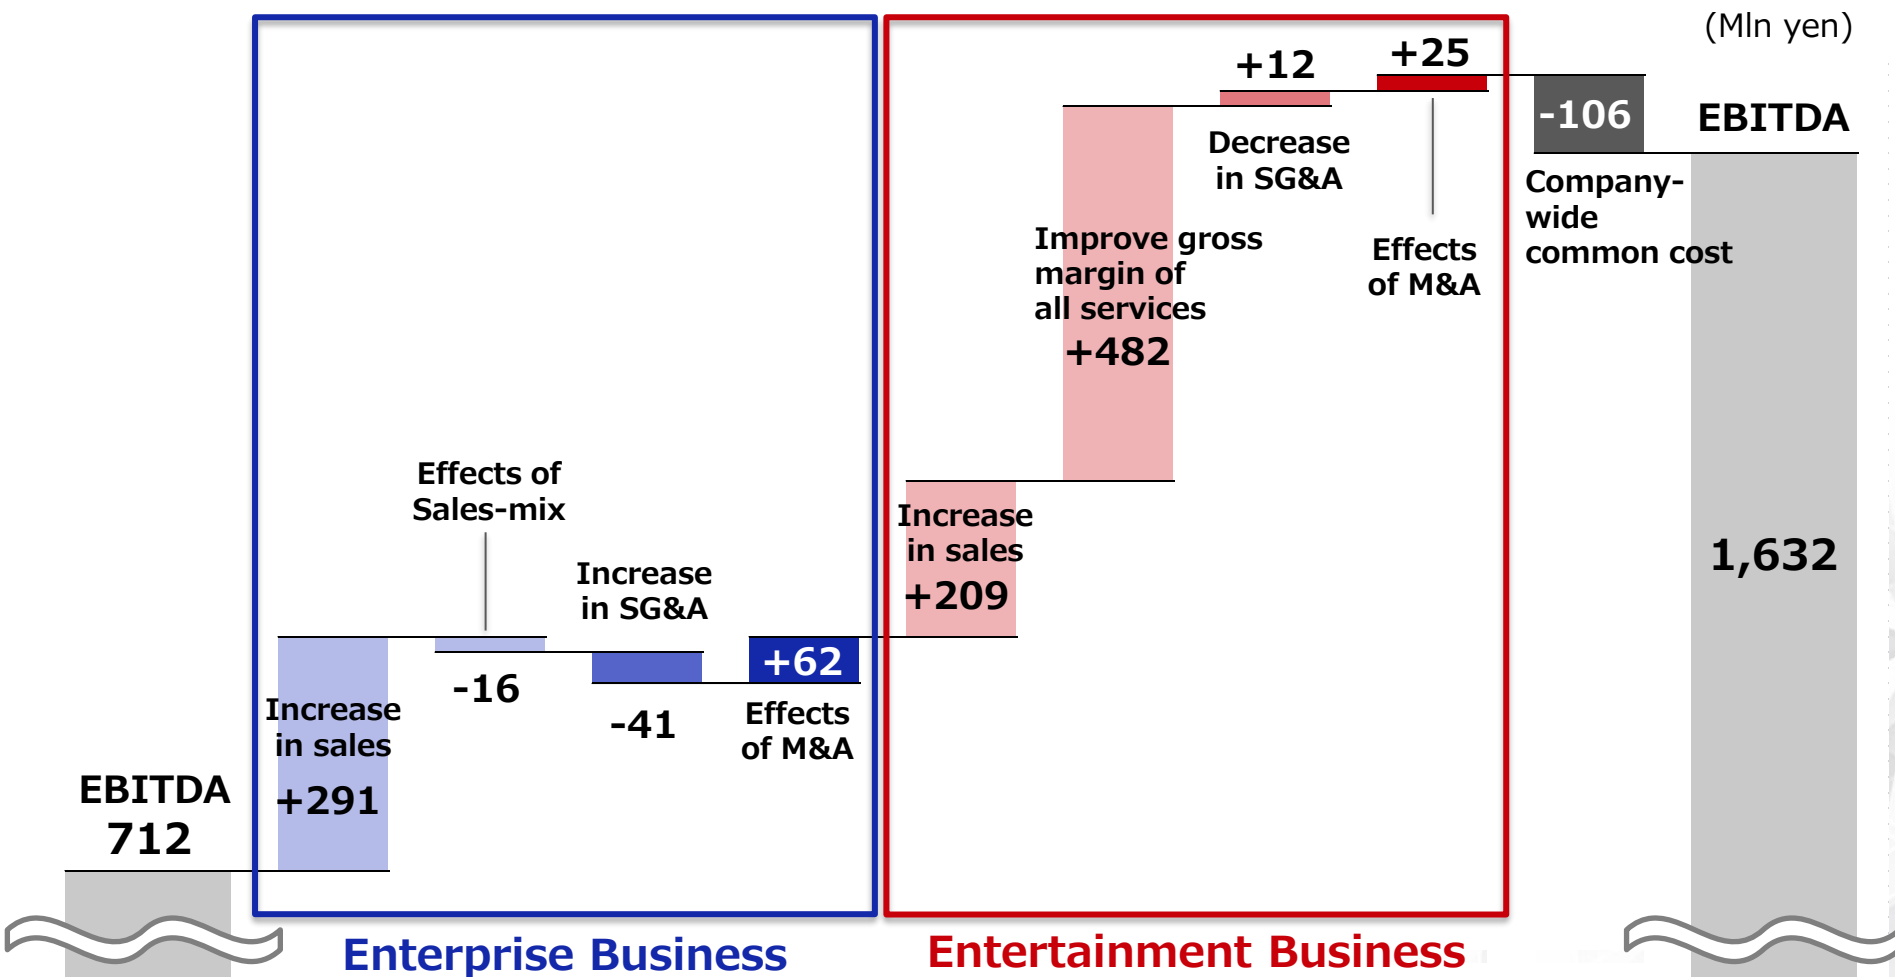 (Mln yen)
EBITDA
712
Increase
in sales
+291
Effects of
Sales-mix
-16
Increase
in SG&A
-41
+62
Effects
of M&A
Enterprise Business
Increase
in sales
+209
Improve gross
margin of
all services
+482
+12
Decrease
in SG&A
+25
Effects
of M&A
Entertainment Business
-106
Company-
wide
common cost
EBITDA
1,632